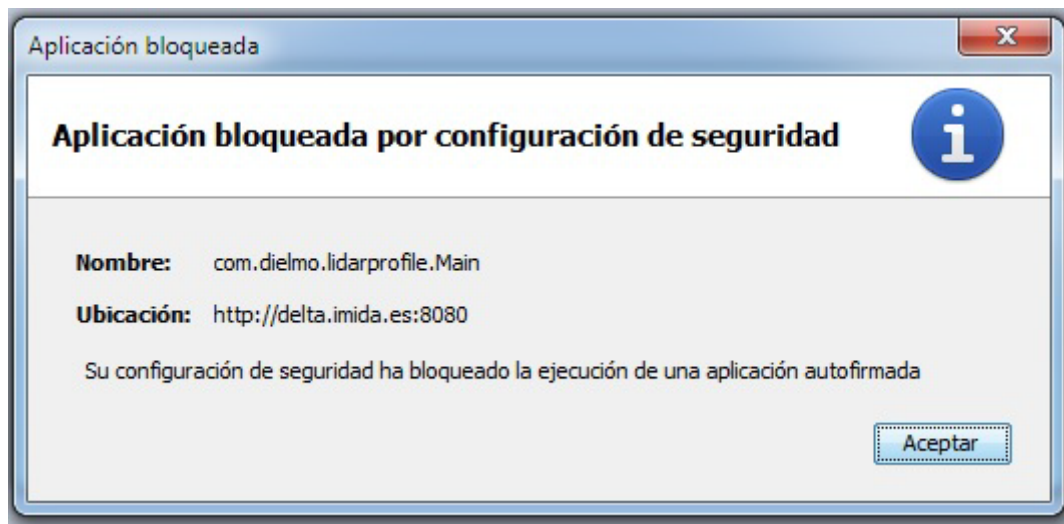 Aplicación bloqueada
Aplicación bloqueada por configuración de seguridad
Nombre: com.dielmo.lidarprofile.Main
Ubicación: http://delta.imida.es:8080
Su configuración de seguridad ha bloqueado la ejecución de una aplicación autofirmada
Aceptar